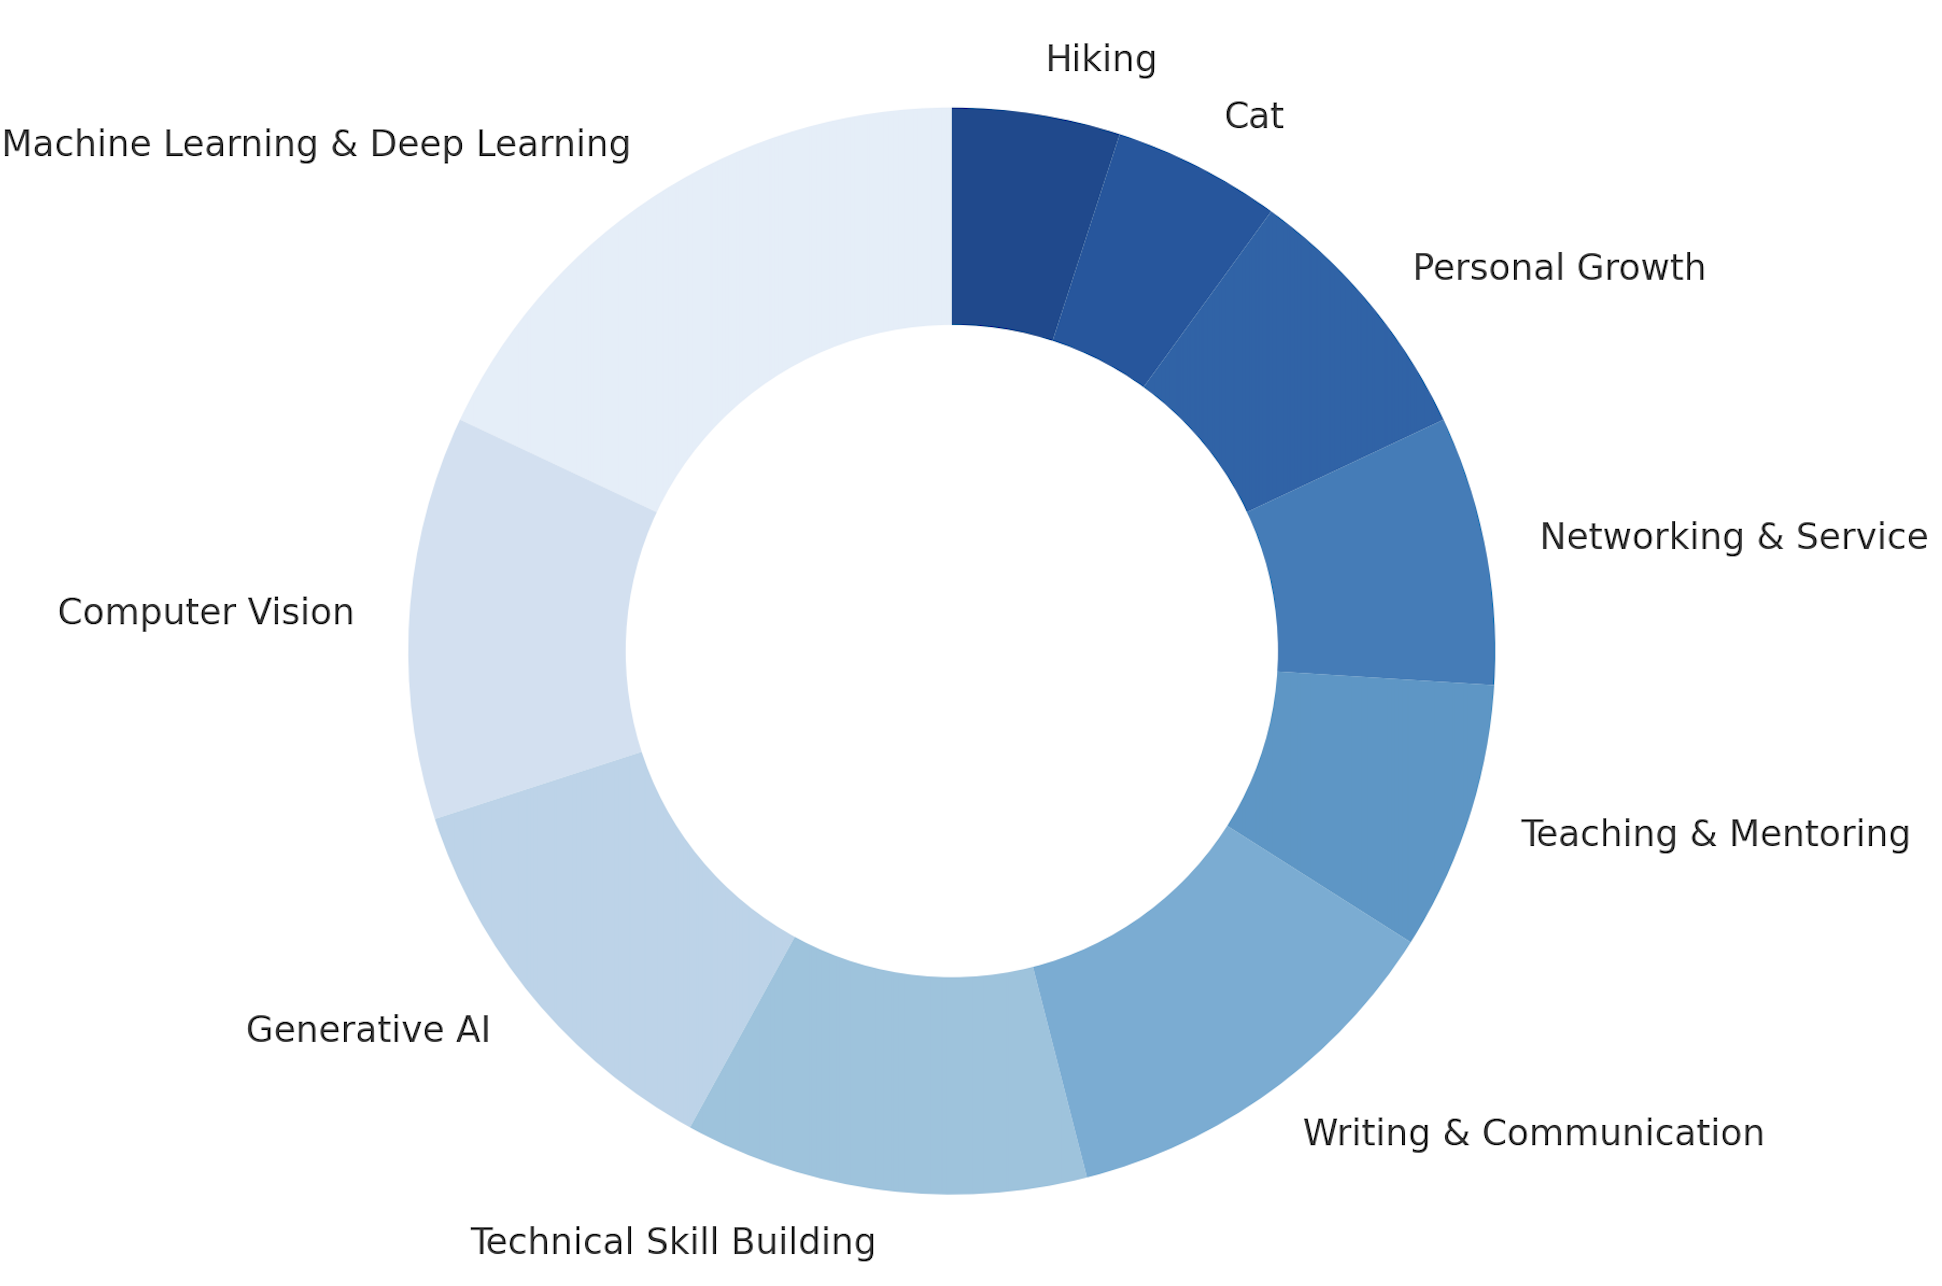 Hiking
Cat
Machine Learning & Deep Learning
Personal Growth
Networking & Service
Computer Vision
Teaching & Mentoring
Generative AI
Writing & Communication
Technical Skill Building